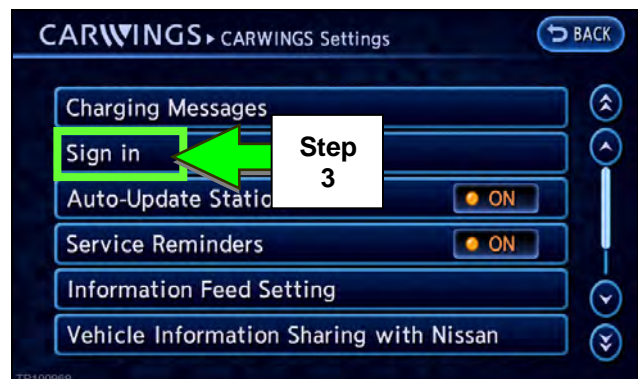 CARWINGS ▸ CARWINGS Settings
BACK
Charging Messages
Sign in
Step
3
Auto-Update Statio
ON
Service Reminders
ON
Information Feed Setting
Vehicle Information Sharing with Nissan